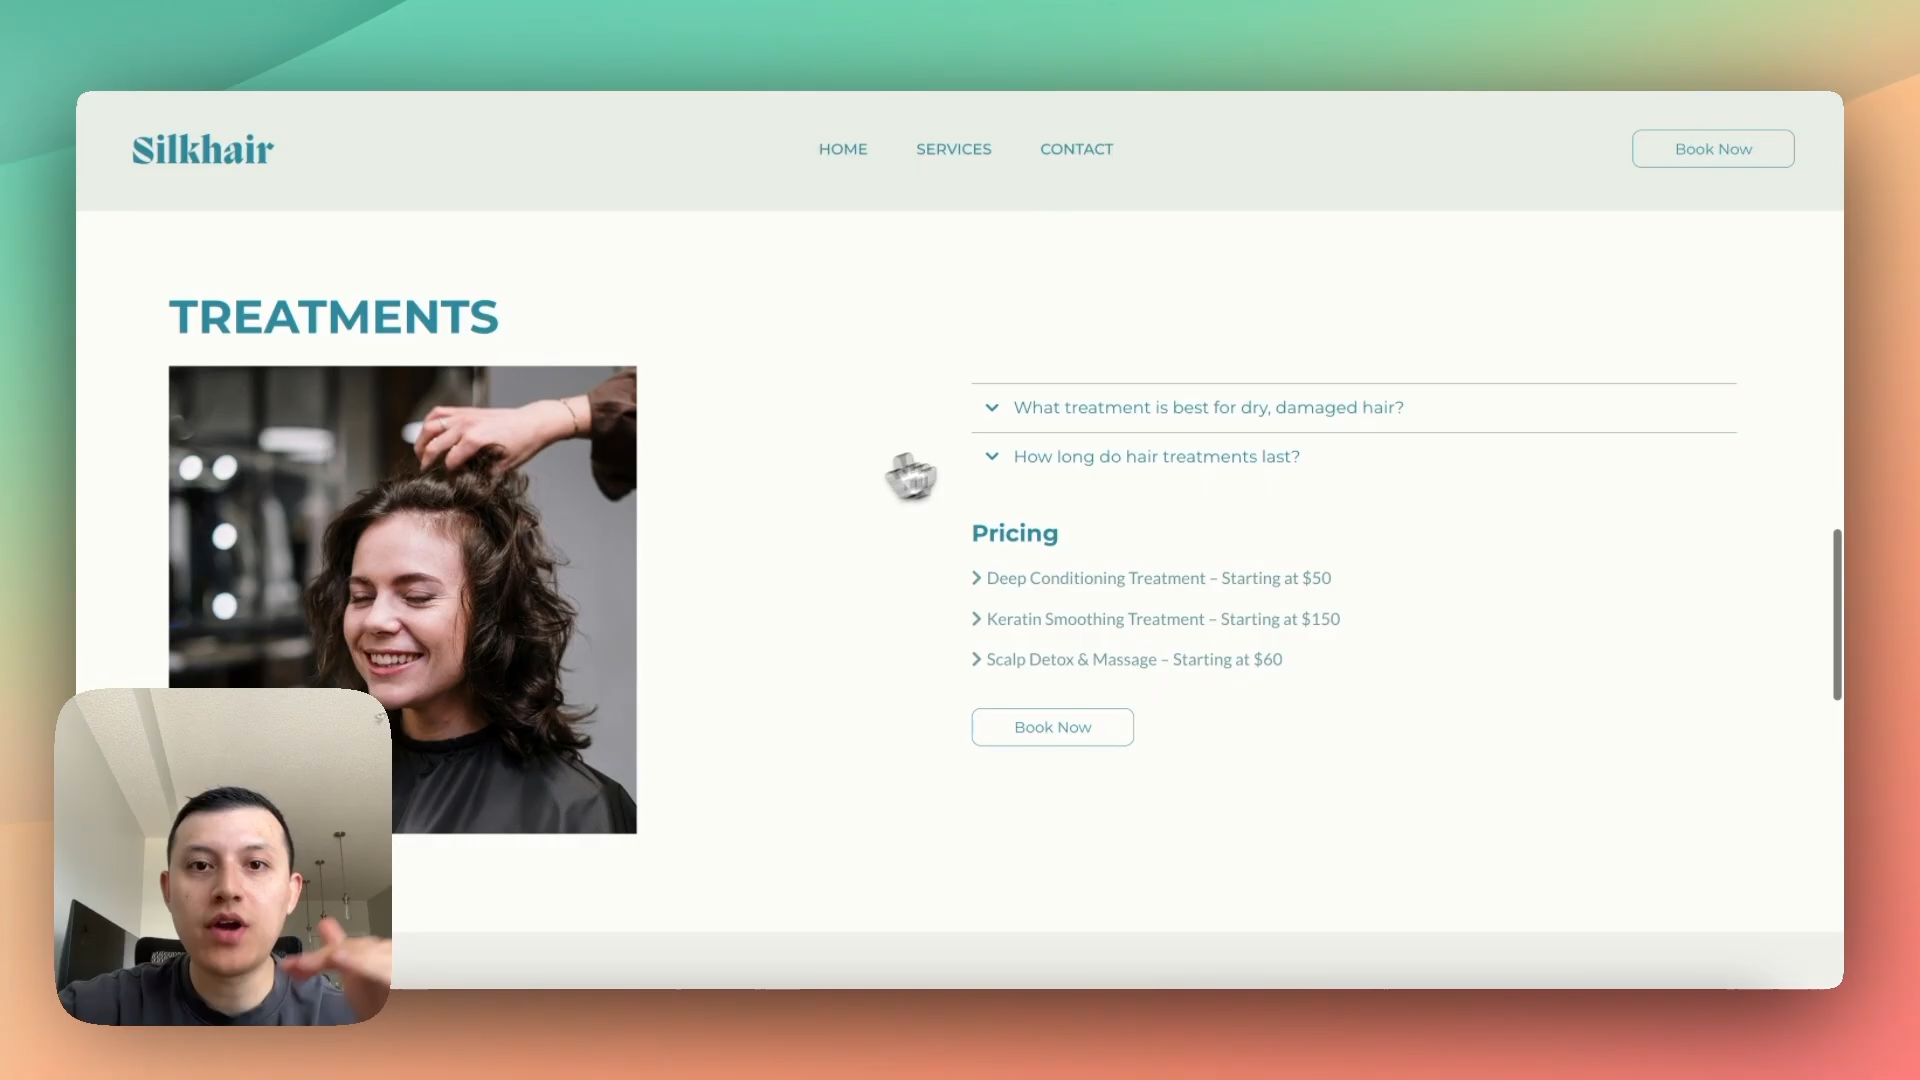 Silkhair
HOME
SERVICES
CONTACT
Book Now
TREATMENTS
What treatment is best for dry, damaged hair?
How long do hair treatments last?
Pricing
Deep Conditioning Treatment – Starting at $50
Keratin Smoothing Treatment – Starting at $150
Scalp Detox & Massage – Starting at $60
Book Now